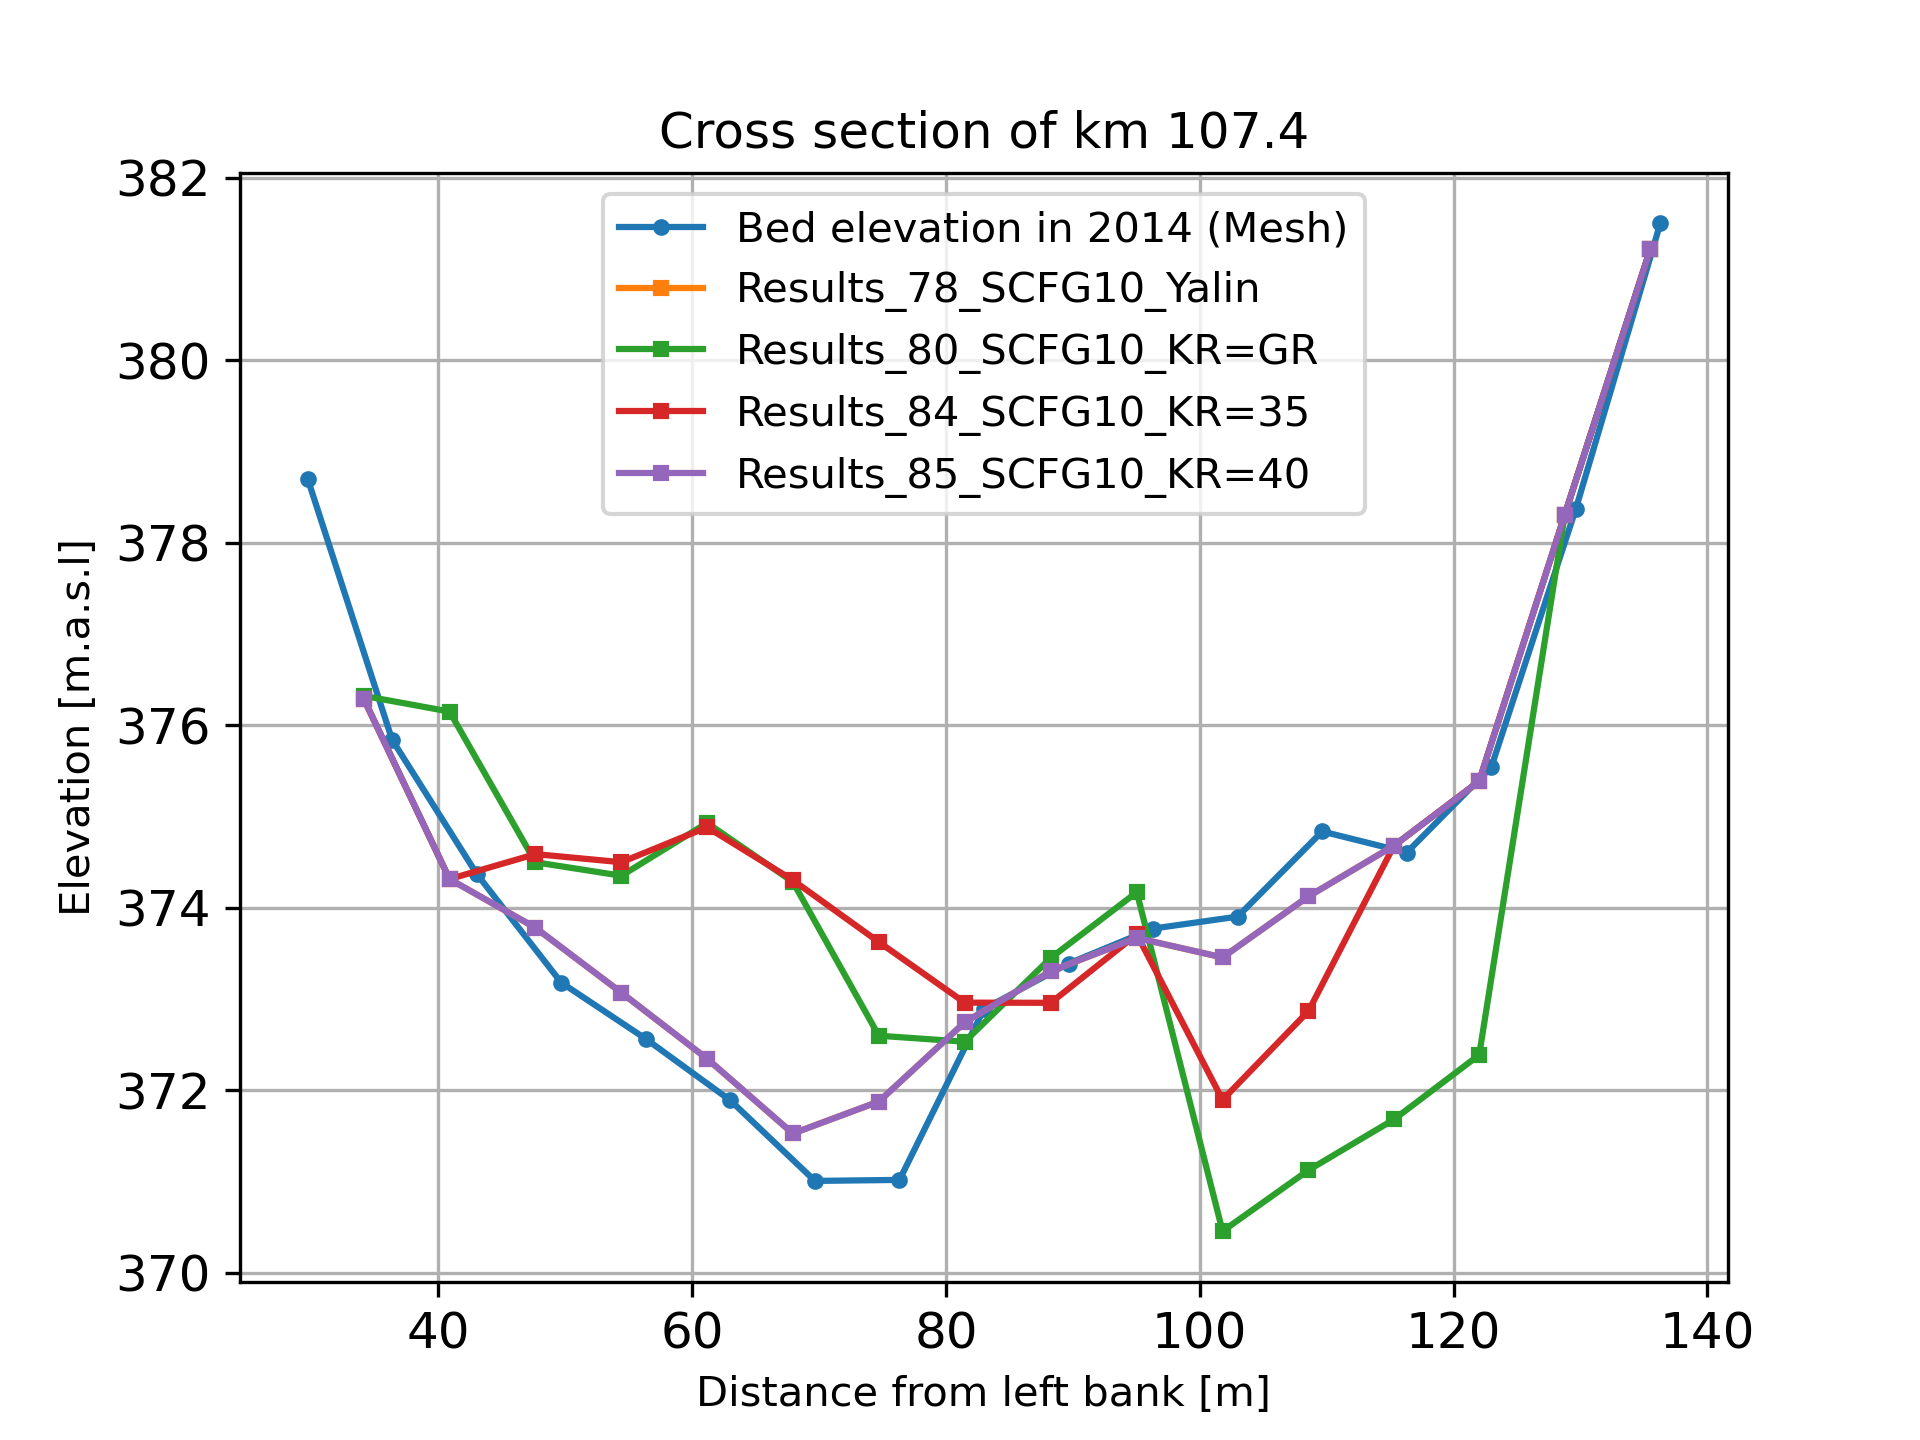 Cross section of km 107.4
382
380
378
376
374
372
370
Elevation [m.a.s.l]
Bed elevation in 2014 (Mesh)
Results_78_SCFG10_Yalin
Results_80_SCFG10_KR=GR
Results_84_SCFG10_KR=35
Results_85_SCFG10_KR=40
40 60 80 100 120 140
Distance from left bank [m]